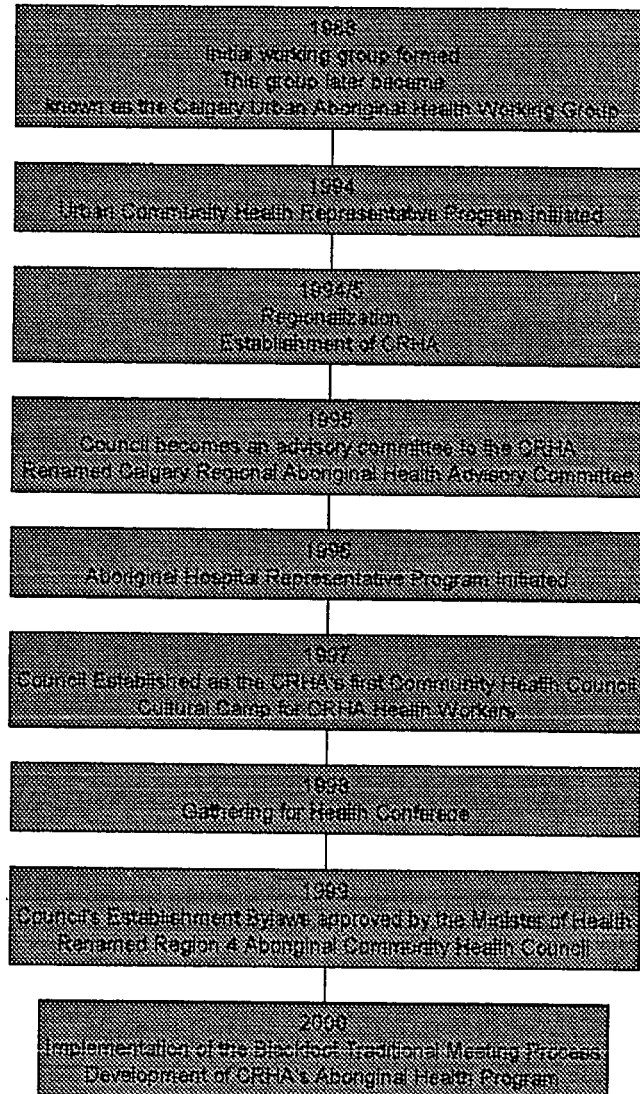 Initial working group formed
This group later became
known as the Calgary Urban Aboriginal Health Working Group
1994
Urban Community Health Representative Program Initiated
1994/5
Regionalization
Establishment of CRHA
1995
Council becomes an advisory committee to the CRHA
Renamed Calgary Regional Aboriginal Health Advisory Committee
1996
Aboriginal Hospital Representative Program Initiated
1997
Council Established as the CRHA's first Community Health Council
Cultural Camp for CRHA Health Workers
1998
Gathering for Health
1999
Council's Establishment Bylaws approved by the Minister of Health
Renamed Region 4 Aboriginal Community Health Council
2000
Implementation of the Blackfoot Traditional Meeting Process
Development of CRHA's Aboriginal Health Program